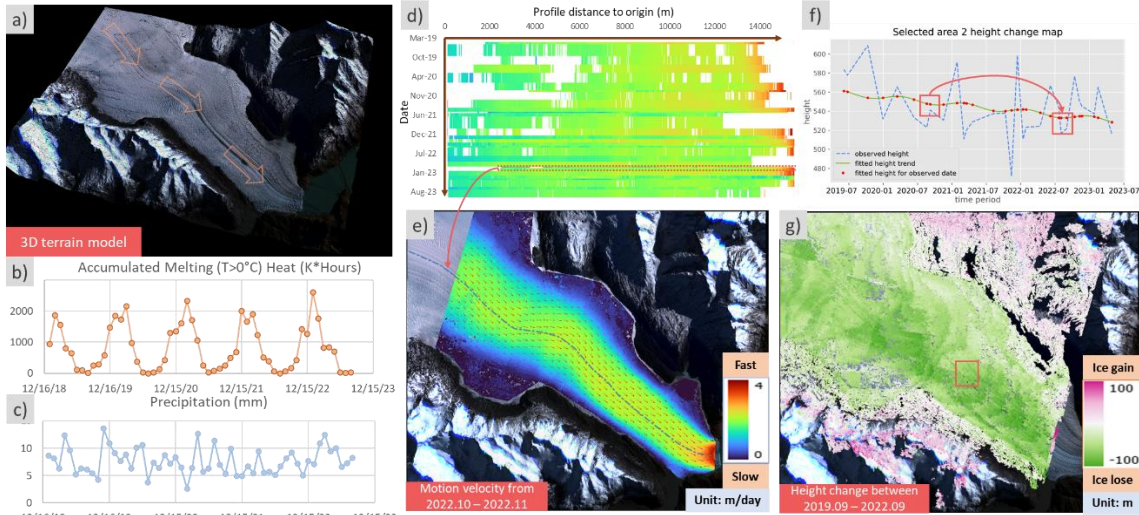 a)
3D terrain model
b)
Accumulated Melting (T>0°C) Heat (K*Hours)
2000
1000
0
12/16/18
12/16/19
12/15/20
12/15/21
12/15/22
12/15/23
c)
Precipitation (mm)
10
5
0
d)
Profile distance to origin (m)
0
2000
4000
6000
8000
10000
12000
14000
Date
Mar-19
Oct-19
Apr-20
Nov-20
Jun-21
Dec-21
Jul-22
Jan-23
Aug-23
e)
Motion velocity from
2022.10 – 2022.11
Fast
4
0
Slow
Unit: m/day
f)
Selected area 2 height change map
height
600
580
560
540
520
500
480
observed height
fitted height trend
fitted height for observed date
2019-07
2020-01
2020-07
2021-01
2021-07
2022-01
2022-07
2023-01
2023-07
time period
g)
Height change between
2019.09 – 2022.09
Ice gain
100
-100
Ice lose
Unit: m